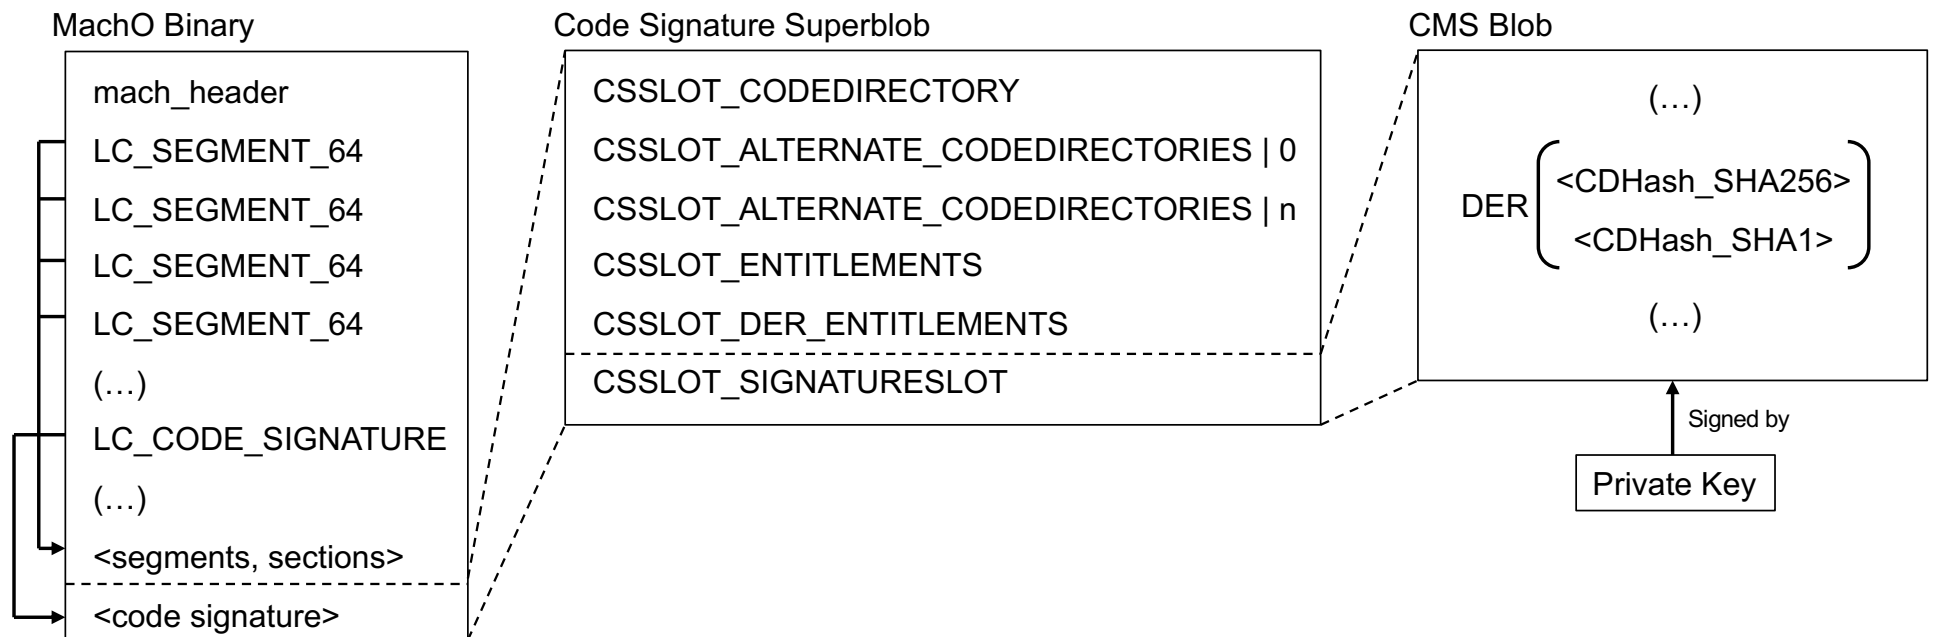 MachO Binary
mach_header
LC_SEGMENT_64
LC_SEGMENT_64
LC_SEGMENT_64
LC_SEGMENT_64
(...)
LC_CODE_SIGNATURE
(...)
<segments, sections>
<code signature>
Code Signature Superblob
CSSLOT_CODEDIRECTORY
CSSLOT_ALTERNATE_CODEDIRECTORIES | 0
CSSLOT_ALTERNATE_CODEDIRECTORIES | n
CSSLOT_ENTITLEMENTS
CSSLOT_DER_ENTITLEMENTS
CSSLOT_SIGNATURESLOT
CMS Blob
(...)
DER
<CDHash_SHA256>
<CDHash_SHA1>
(...)
Signed by
Private Key